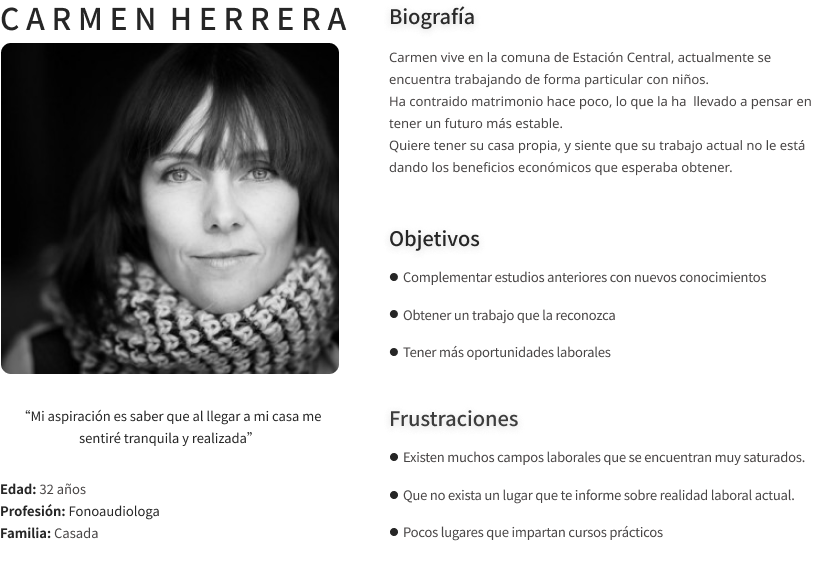 CARMEN HERRERA
“Mi aspiración es saber que al llegar a mi casa me
sentiré tranquila y realizada”
Edad: 32 años
Profesión: Fonoaudiologa
Familia: Casada
Biografía
Carmen vive en la comuna de Estación Central, actualmente se
encuentra trabajando de forma particular con niños.
Ha contraido matrimonio hace poco, lo que la ha  llevado a pensar en
tener un futuro más estable.
Quiere tener su casa propia, y siente que su trabajo actual no le está
dando los beneficios económicos que esperaba obtener.
Objetivos
● Complementar estudios anteriores con nuevos conocimientos
● Obtener un trabajo que la reconozca
● Tener más oportunidades laborales
Frustraciones
● Existen muchos campos laborales que se encuentran muy saturados.
● Que no exista un lugar que te informe sobre realidad laboral actual.
● Pocos lugares que impartan cursos prácticos